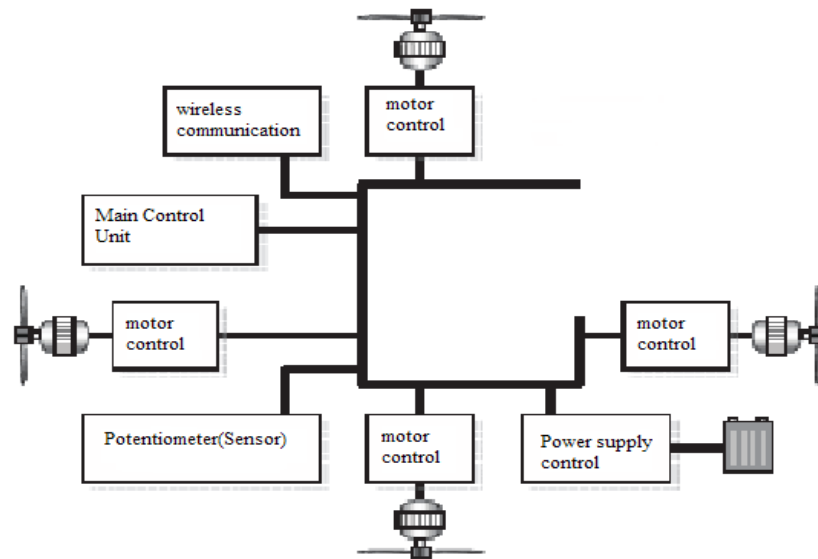 wireless
communication
motor
control
Main Control
Unit
motor
control
motor
control
Potentiometer(Sensor)
motor
control
Power supply
control